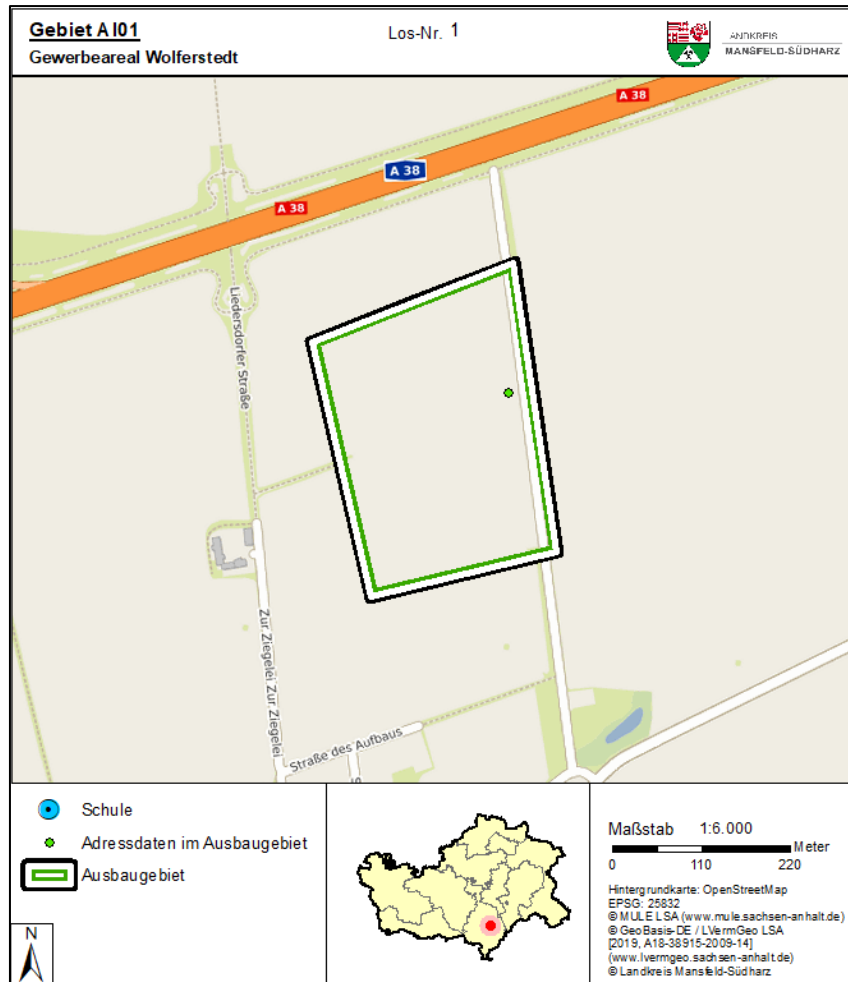 Gebiet AI01
Los-Nr. 1
Gewerbeareal Wolferstedt
ANDKREIS
MANSFELD-SÜDHARZ
A 38
A 38
A 38
Liedersdorfer Straße
Zur Ziegelei Zur Ziegelei
Straße des Aufbaus
S
Schule
Adressdaten im Ausbaugebiet
Ausbaugebiet
N
Maßstab 1:6.000
Meter
0 110 220
Hintergrundkarte: OpenStreetMap
EPSG: 25832
© MULE LSA (www.mule.sachsen-anhalt.de)
© GeoBasis-DE / LVermGeo LSA
[2019, A18-38915-2009-14]
(www.lvermgeo.sachsen-anhalt.de)
© Landkreis Mansfeld-Südharz